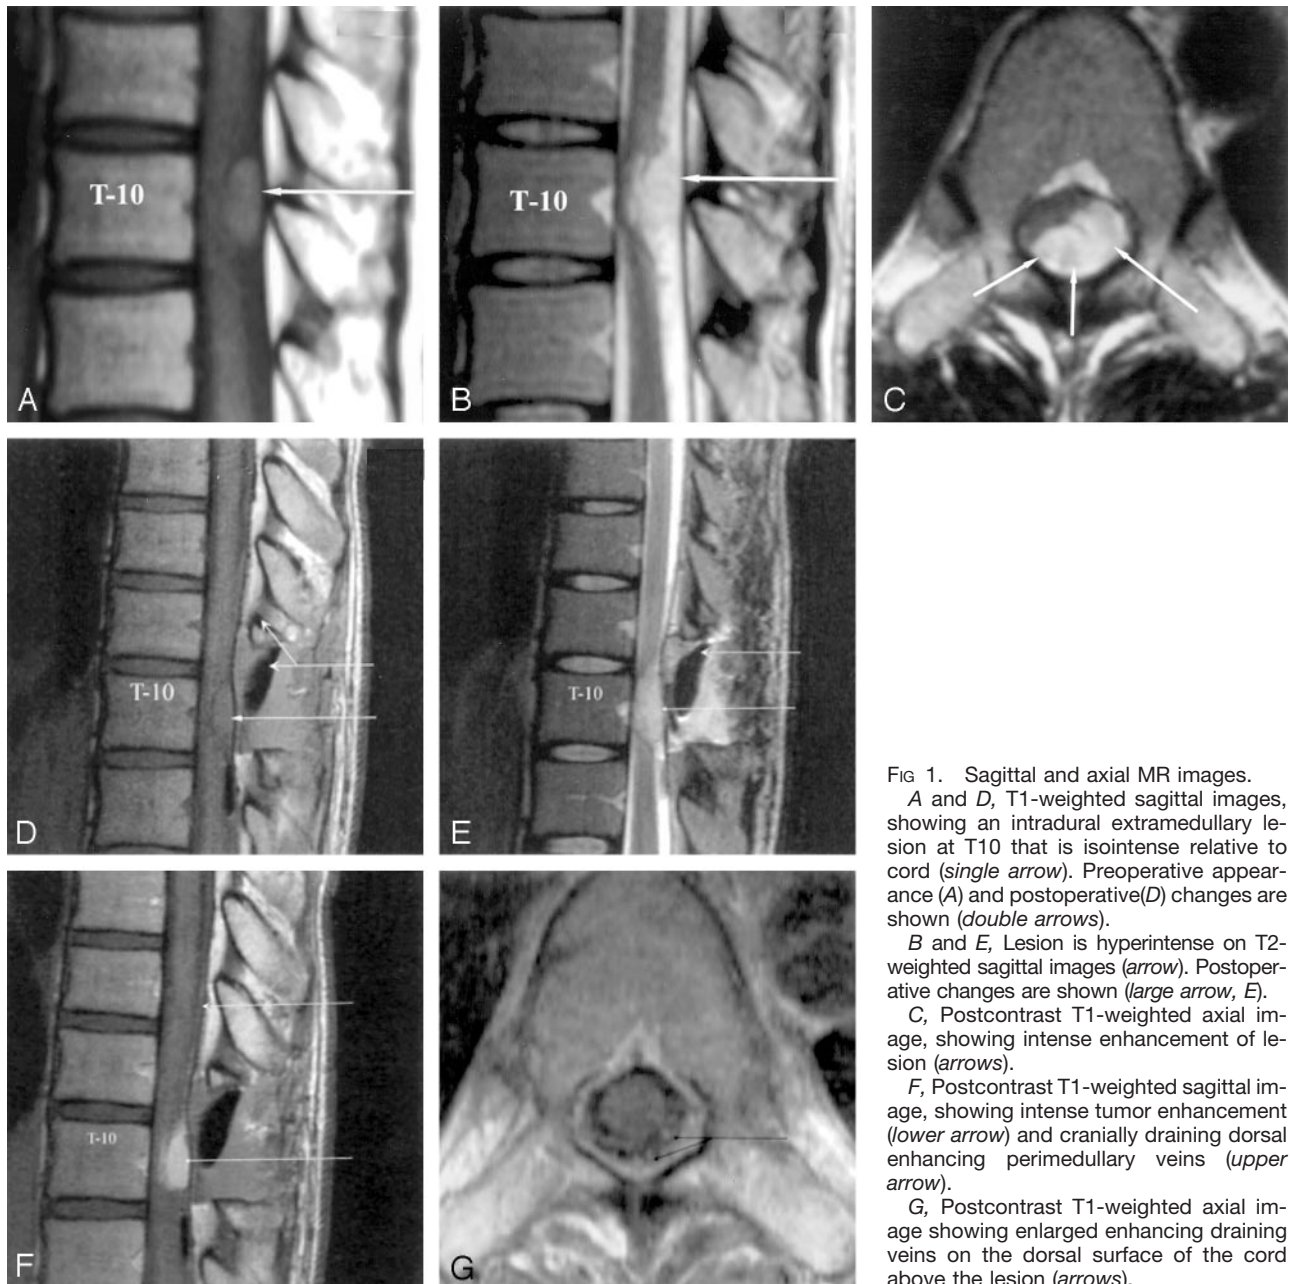 T-10
A
T-10
B
C
T-10
D
T-10
E
T-10
F
G
FIG 1. Sagittal and axial MR images.
A and D, T1-weighted sagittal images,
showing an intradural extramedullary le-
sion at T10 that is isointense relative to
cord (single arrow). Preoperative appear-
ance (A) and postoperative(D) changes are
shown (double arrows).
B and E, Lesion is hyperintense on T2-
weighted sagittal images (arrow). Postoper-
ative changes are shown (large arrow, E).
C, Postcontrast T1-weighted axial im-
age, showing intense enhancement of le-
sion (arrows).
F, Postcontrast T1-weighted sagittal im-
age, showing intense tumor enhancement
(lower arrow) and cranially draining dorsal
enhancing perimedullary veins (upper
arrow).
G, Postcontrast T1-weighted axial im-
age showing enlarged enhancing draining
veins on the dorsal surface of the cord
above the lesion (arrows).